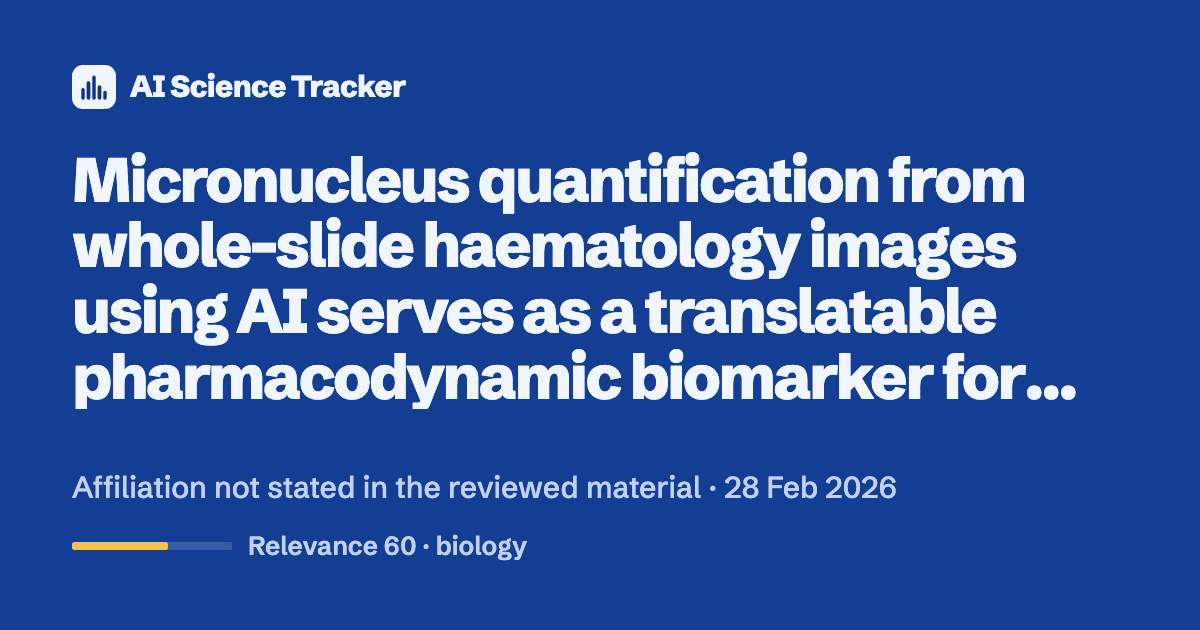 AI Science Tracker
Micronucleus quantification from
whole-slide haematology images
using AI serves as a translatable
pharmacodynamic biomarker for...
Affiliation not stated in the reviewed material · 28 Feb 2026
Relevance 60 · biology